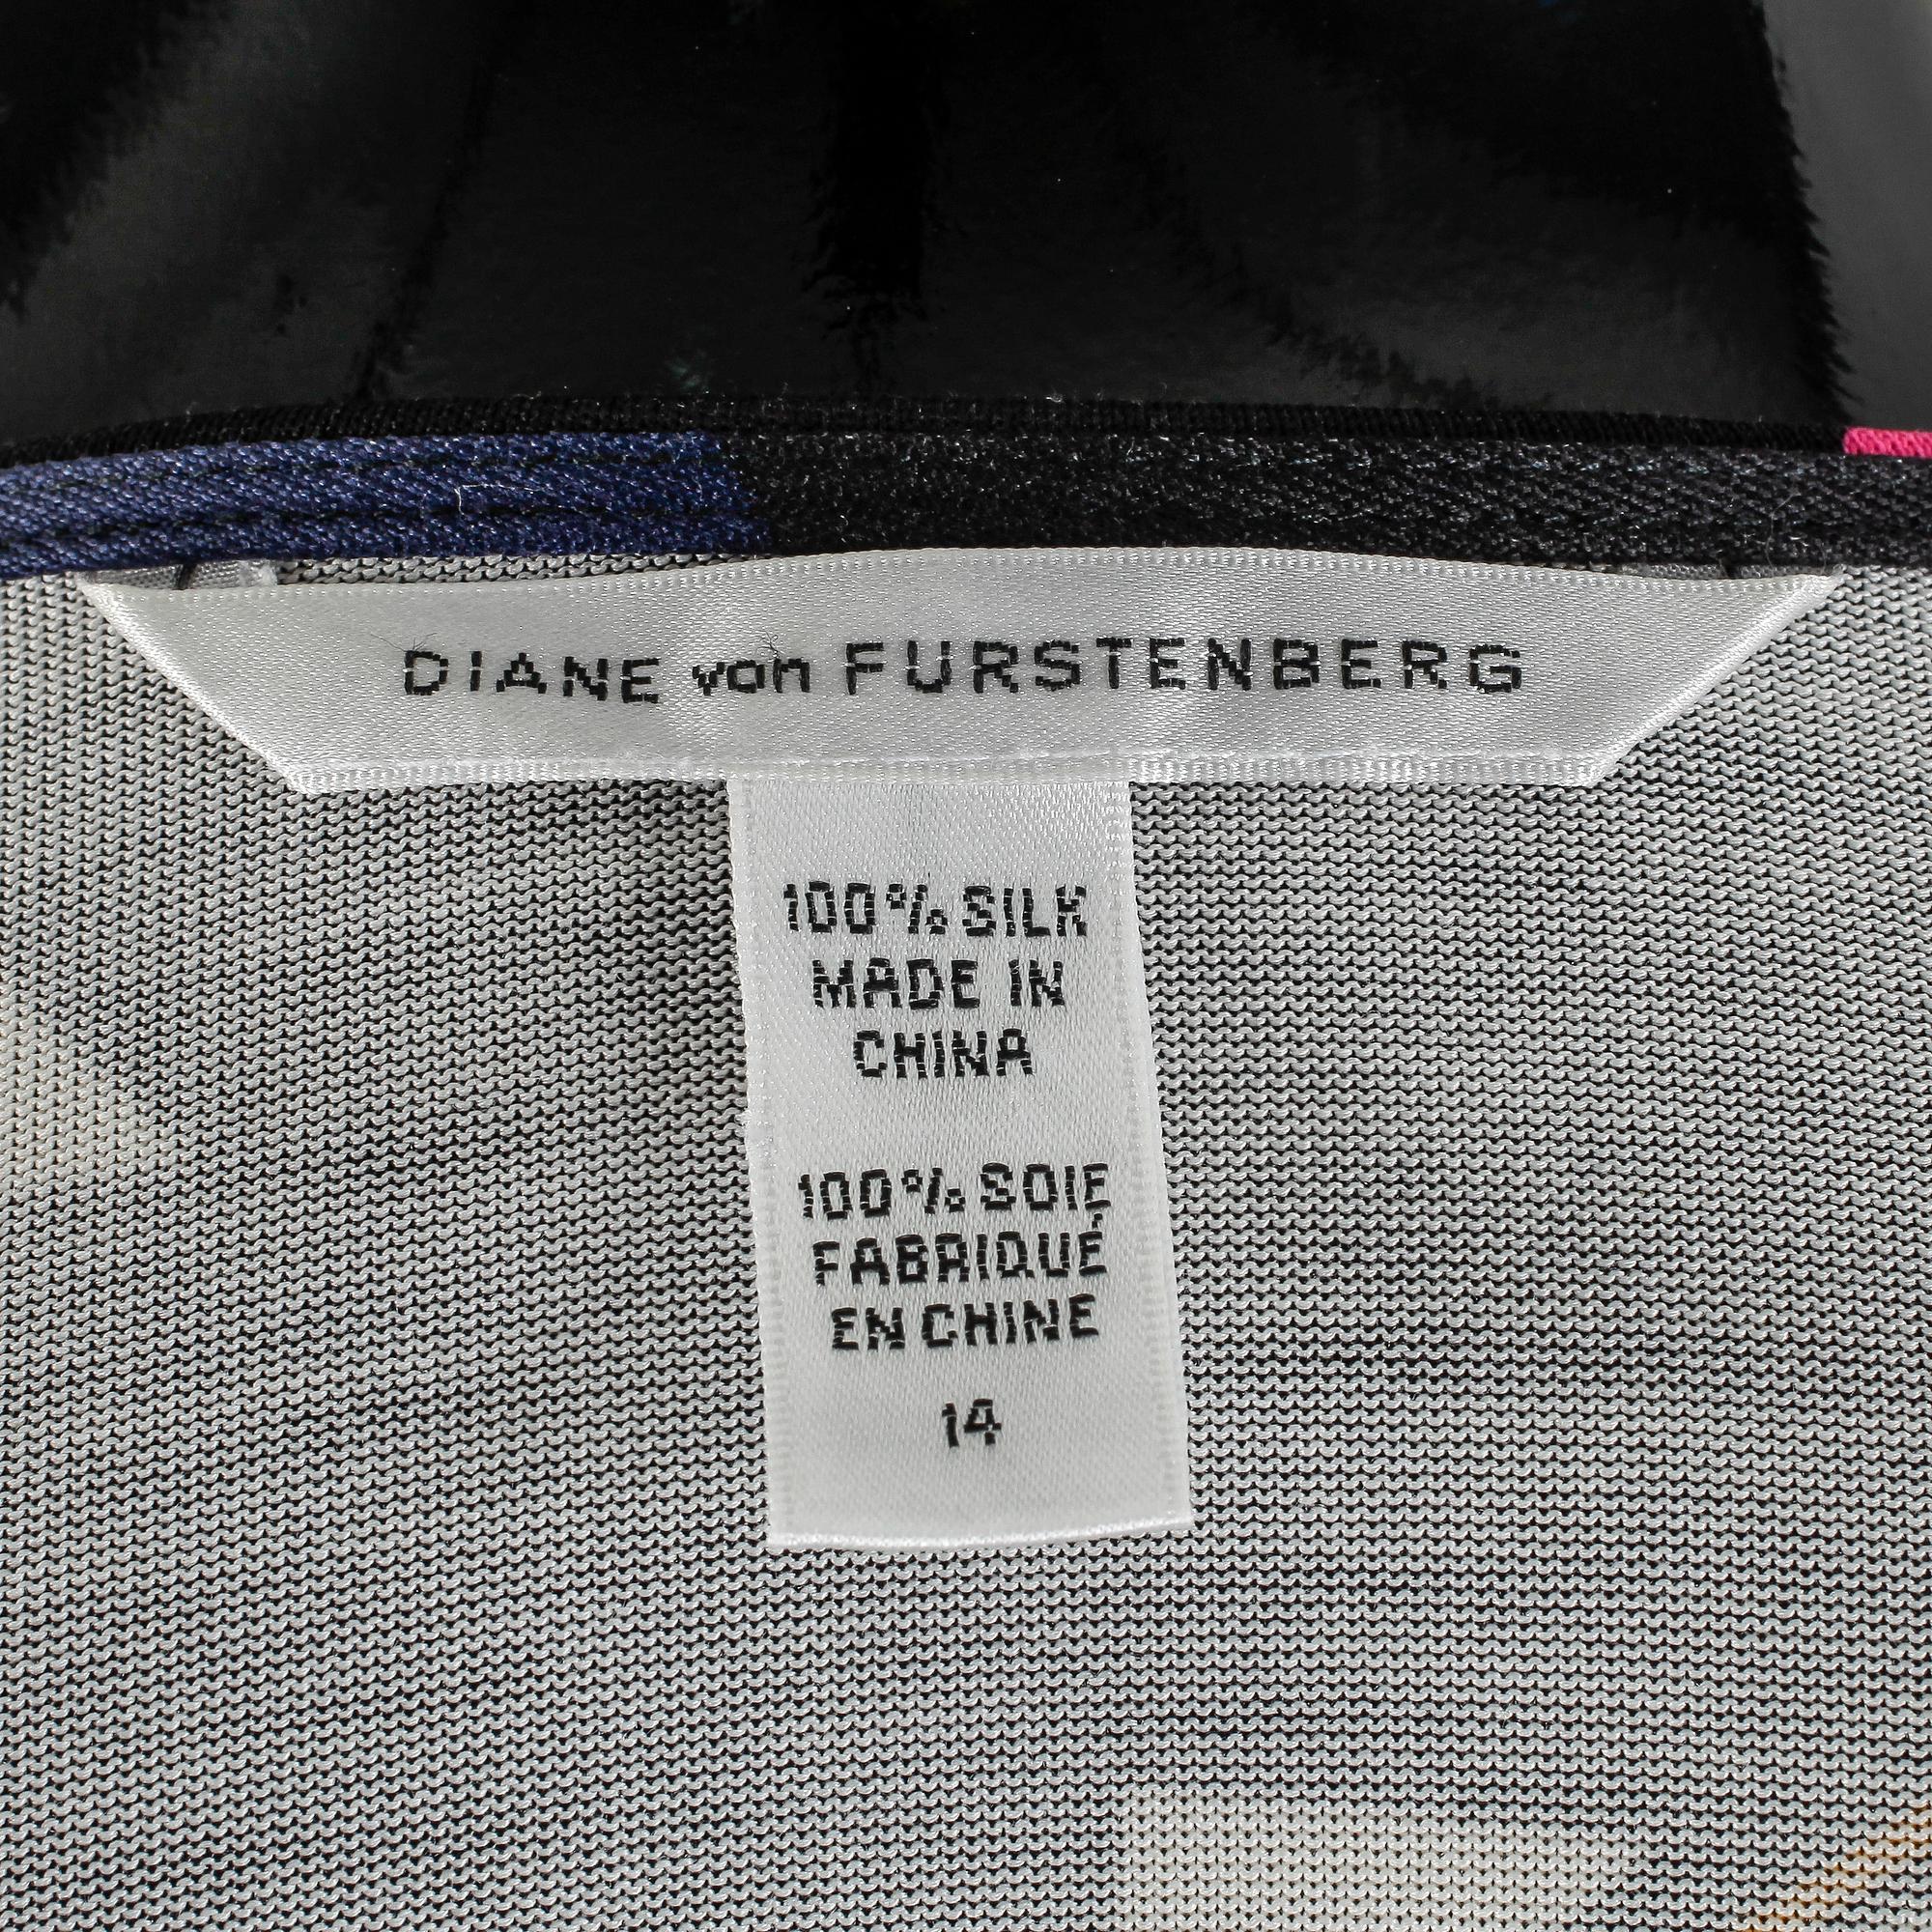 DIANE von FURSTENBERG
100% SILK
MADE IN
CHINA
100% SOIE
FABRIQUÉ
EN CHINE
14